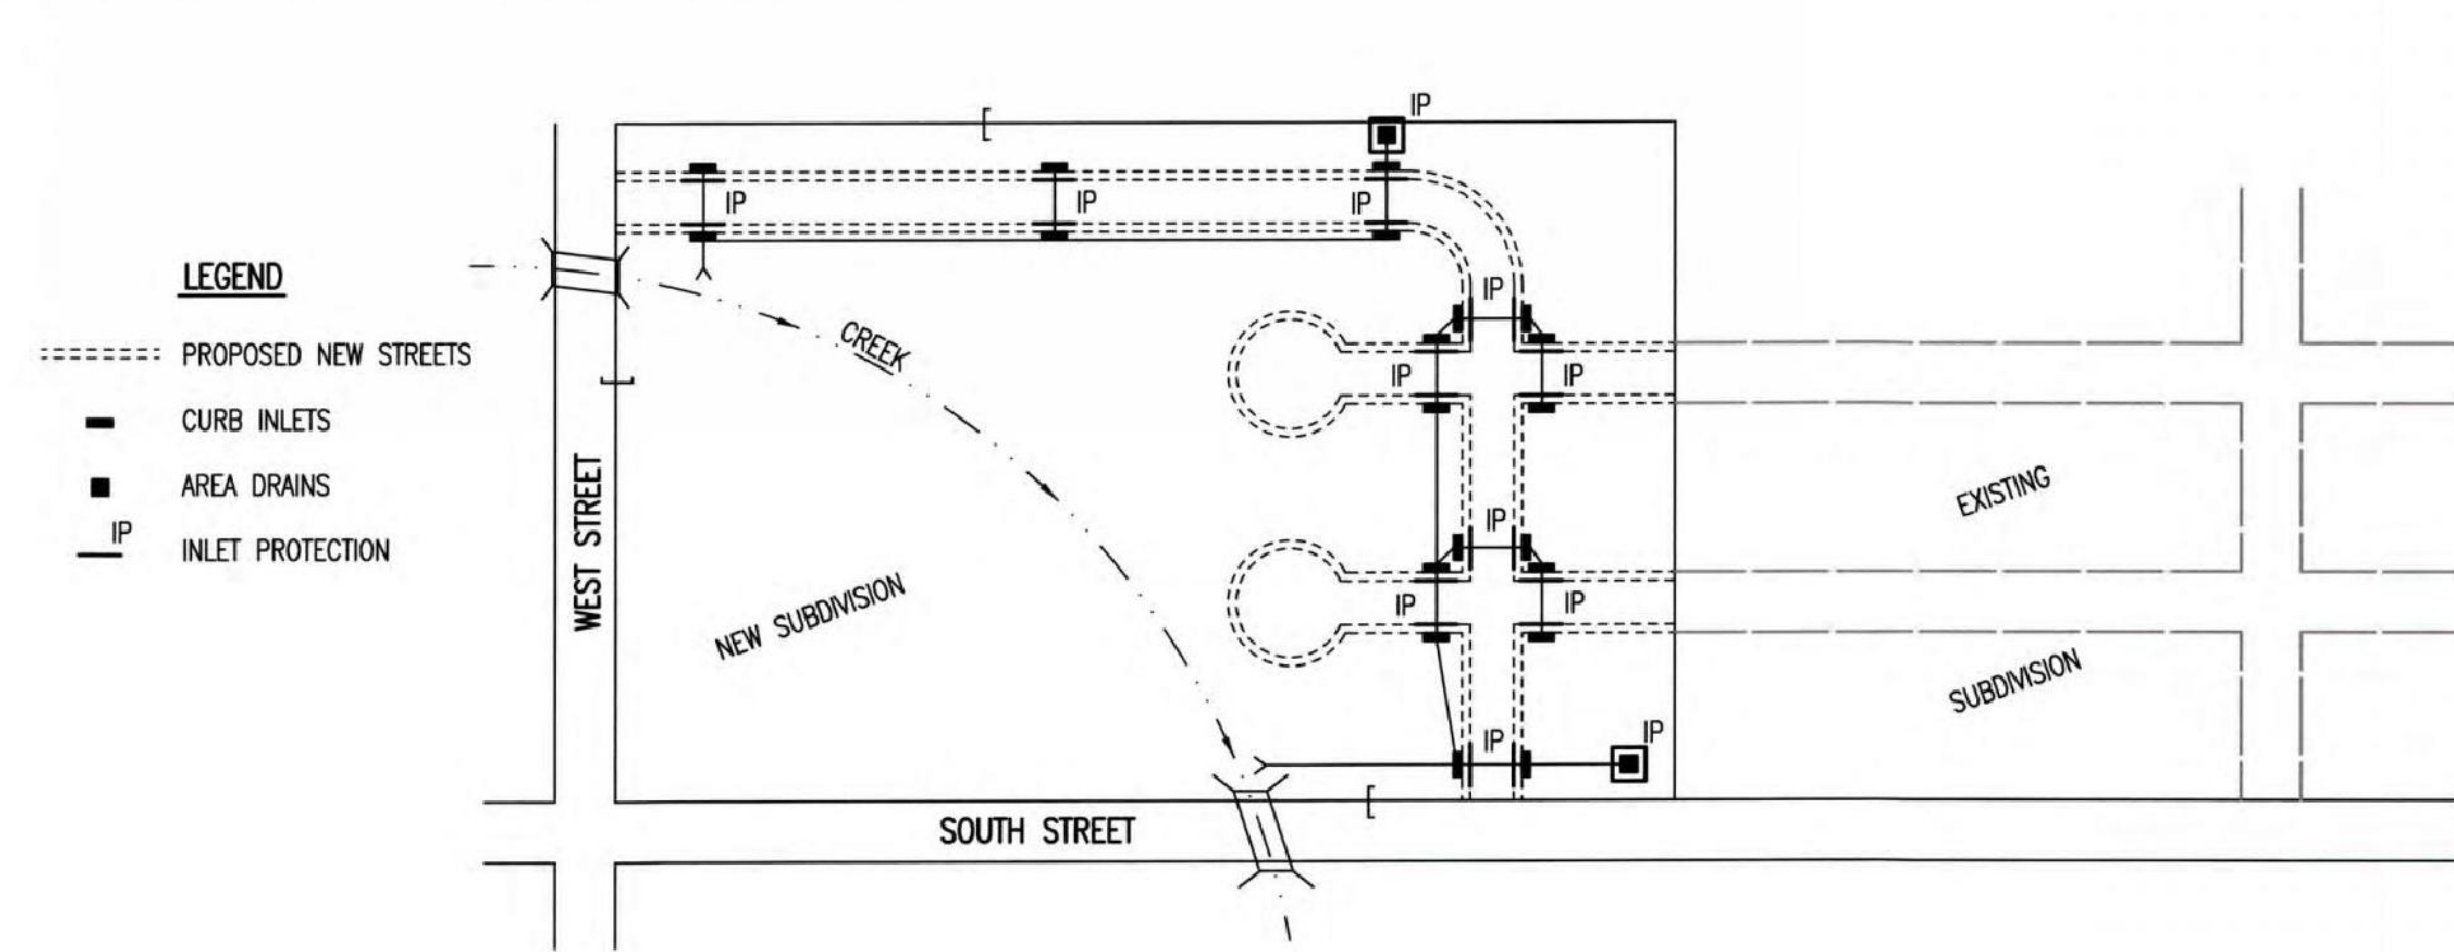 IP
IP
IP
IP
LEGEND
IP
PROPOSED NEW STREETS
CREEK
IP
IP
CURB INLETS
AREA DRAINS
EXISTING
IP
IP
INLET PROTECTION
WEST STREET
NEW SUBDIVISION
IP
IP
SUBDIVISION
IP
IP
SOUTH STREET